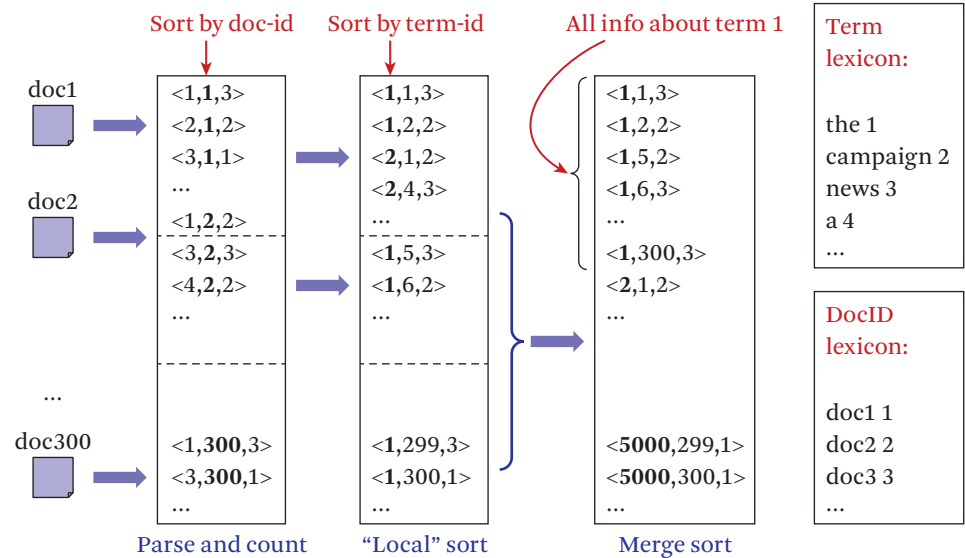 Sort by doc-id
Sort by term-id
All info about term 1
doc1
doc2
...
doc300
<1,1,3>
<2,1,2>
<3,1,1>
...
<1,2,2>
<3,2,3>
<4,2,2>
...
<1,300,3>
<3,300,1>
...
Parse and count
<1,1,3>
<1,2,2>
<2,1,2>
<2,4,3>
...
<1,5,3>
<1,6,2>
...
<1,299,3>
<1,300,1>
...
“Local” sort
<1,1,3>
<1,2,2>
<1,5,2>
<1,6,3>
...
<1,300,3>
<2,1,2>
...
<5000,299,1>
<5000,300,1>
...
Merge sort
Term
lexicon:
the 1
campaign 2
news 3
a 4
...
DocID
lexicon:
doc1 1
doc2 2
doc3 3
...